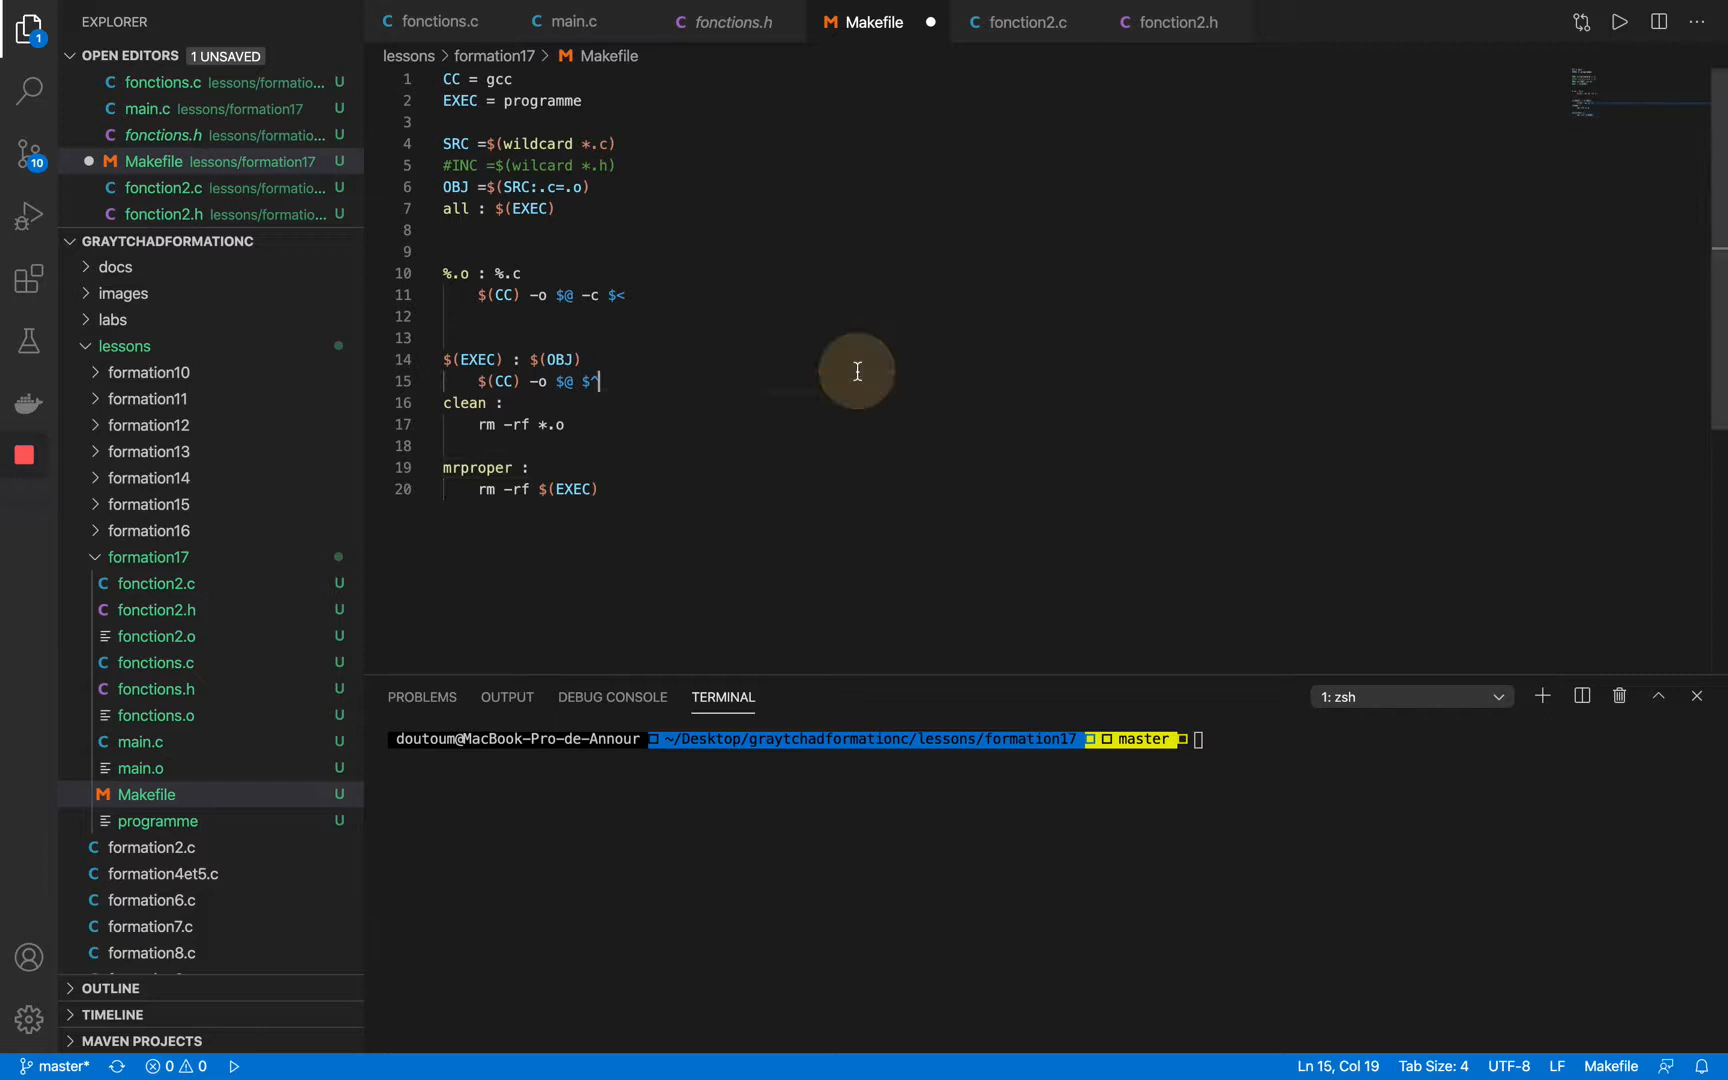 EXPLORER
fonctions.c
main.c
fonctions.h
Makefile
fonction2.c
fonction2.h
OPEN EDITORS 1 UNSAVED
lessons > formation17 > Makefile
fonctions.c lessons/formatio... U
main.c lessons/formation17 U
fonctions.h lessons/formatio... U
Makefile lessons/formation17 U
fonction2.c lessons/formatio... U
fonction2.h lessons/formatio... U
GRAYTCHADFORMATIONC
docs
images
labs
lessons
formation10
formation11
formation12
formation13
formation14
formation15
formation16
formation17
fonction2.c U
fonction2.h U
fonction2.o U
fonctions.c U
fonctions.h U
fonctions.o U
main.c U
main.o U
Makefile U
programme U
formation2.c
formation4et5.c
formation6.c
formation7.c
formation8.c
OUTLINE
TIMELINE
MAVEN PROJECTS
1 CC = gcc
2 EXEC = programme
3
4 SRC =$(wildcard *.c)
5 #INC =$(wilcard *.h)
6 OBJ =$(SRC:.c=.o)
7 all : $(EXEC)
8
9
10 %.o : %.c
11 $(CC) -o $@ -c $<
12
13
14 $(EXEC) : $(OBJ)
15 $(CC) -o $@ $^
16 clean :
17 rm -rf *.o
18
19 mrproper :
20 rm -rf $(EXEC)
PROBLEMS OUTPUT DEBUG CONSOLE TERMINAL
1: zsh
doutoum@MacBook-Pro-de-Annour ~/Desktop/graytchadformationc/lessons/formation17 master
1
10
master* 0 0
Ln 15, Col 19 Tab Size: 4 UTF-8 LF Makefile